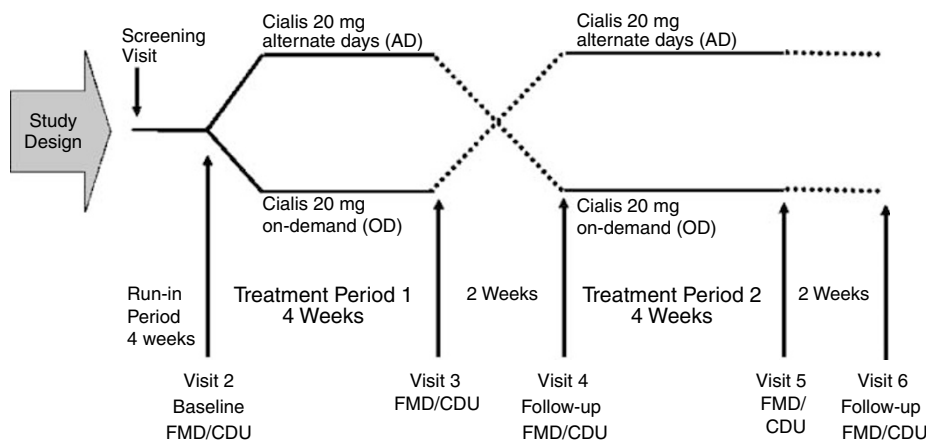 Study
Design
Screening
Visit
Cialis 20 mg
alternate days (AD)
Cialis 20 mg
alternate days (AD)
Cialis 20 mg
on-demand (OD)
Cialis 20 mg
on-demand (OD)
Run-in
Period
4 weeks
Treatment Period 1
4 Weeks
2 Weeks
Treatment Period 2
4 Weeks
2 Weeks
Visit 2
Baseline
FMD/CDU
Visit 3
FMD/CDU
Visit 4
Follow-up
FMD/CDU
Visit 5
FMD/
CDU
Visit 6
Follow-up
FMD/CDU